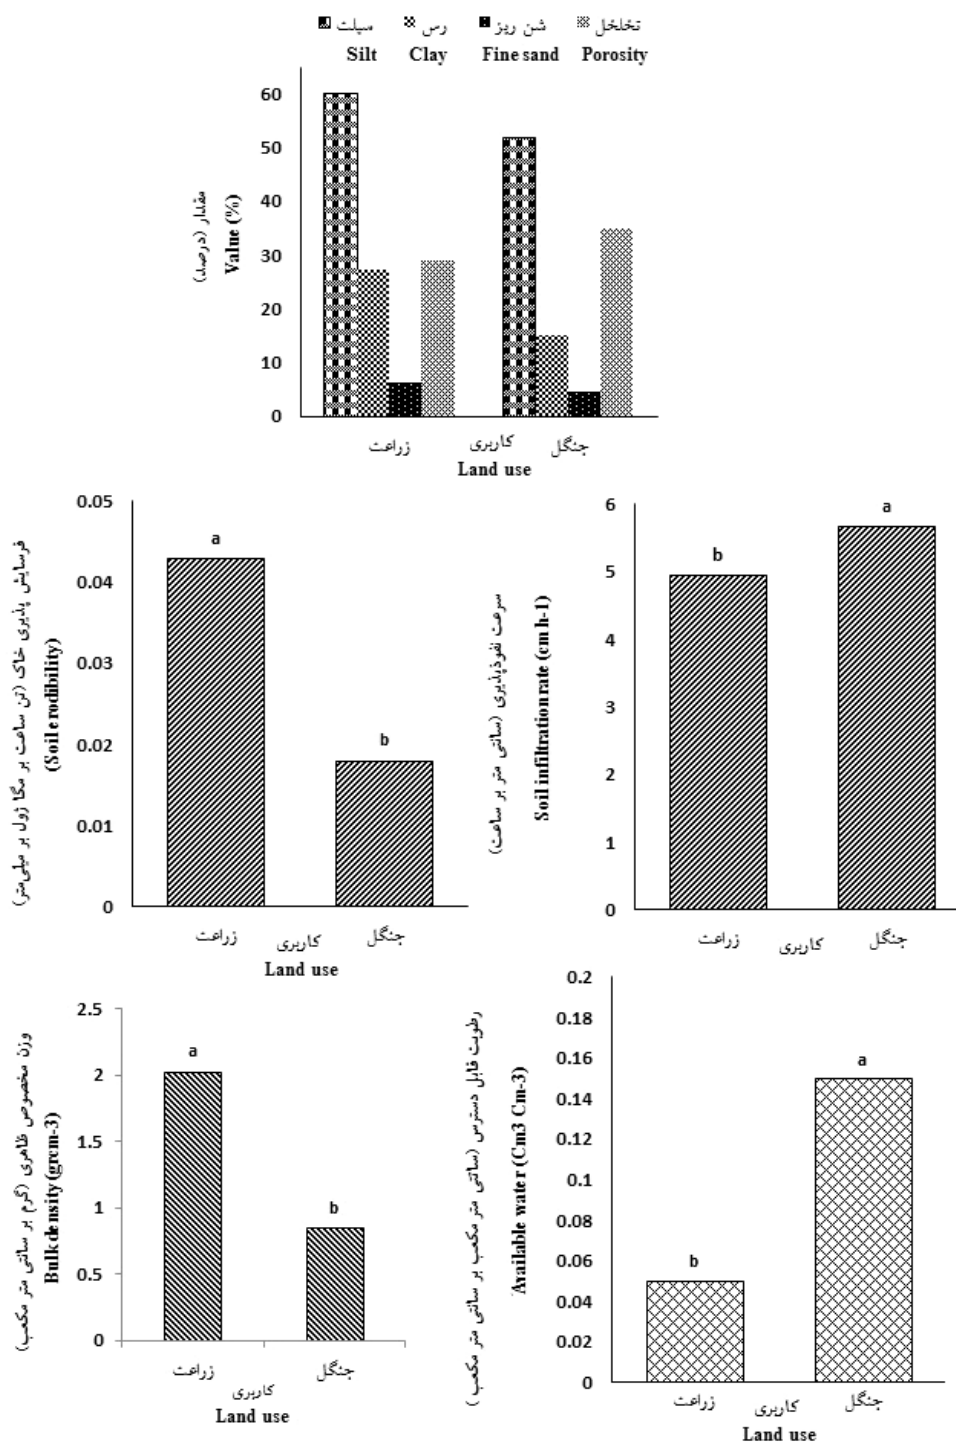 سیلت رس شن ریز تخلخل
Silt Clay Fine sand Porosity
مقدار (درصد)
Value (%)
60
50
40
30
20
10
0
زراعت کاربری جنگل
Land use
فرسایش پذیری خاک (تن ساعت بر مگا ژول بر میلی‌متر)
(Soil erodibility)
0.05
0.04
0.03
0.02
0.01
0
a
b
زراعت کاربری جنگل
Land use
سرعت نفوذپذیری (سانتی متر بر ساعت)
Soil infiltration rate (cm h-1)
6
5
4
3
2
1
0
b
a
زراعت کاربری جنگل
وزن مخصوص ظاهری (گرم بر سانتی متر مکعب)
Bulk density (grcm-3)
2.5
2
1.5
1
0.5
0
a
b
زراعت جنگل
کاربری
Land use
رطوبت قابل دسترس (سانتی متر مکعب بر سانتی متر مکعب)
Available water (Cm3 Cm-3)
0.2
0.18
0.16
0.14
0.12
0.1
0.08
0.06
0.04
0.02
0
b
a
زراعت کاربری جنگل
Land use